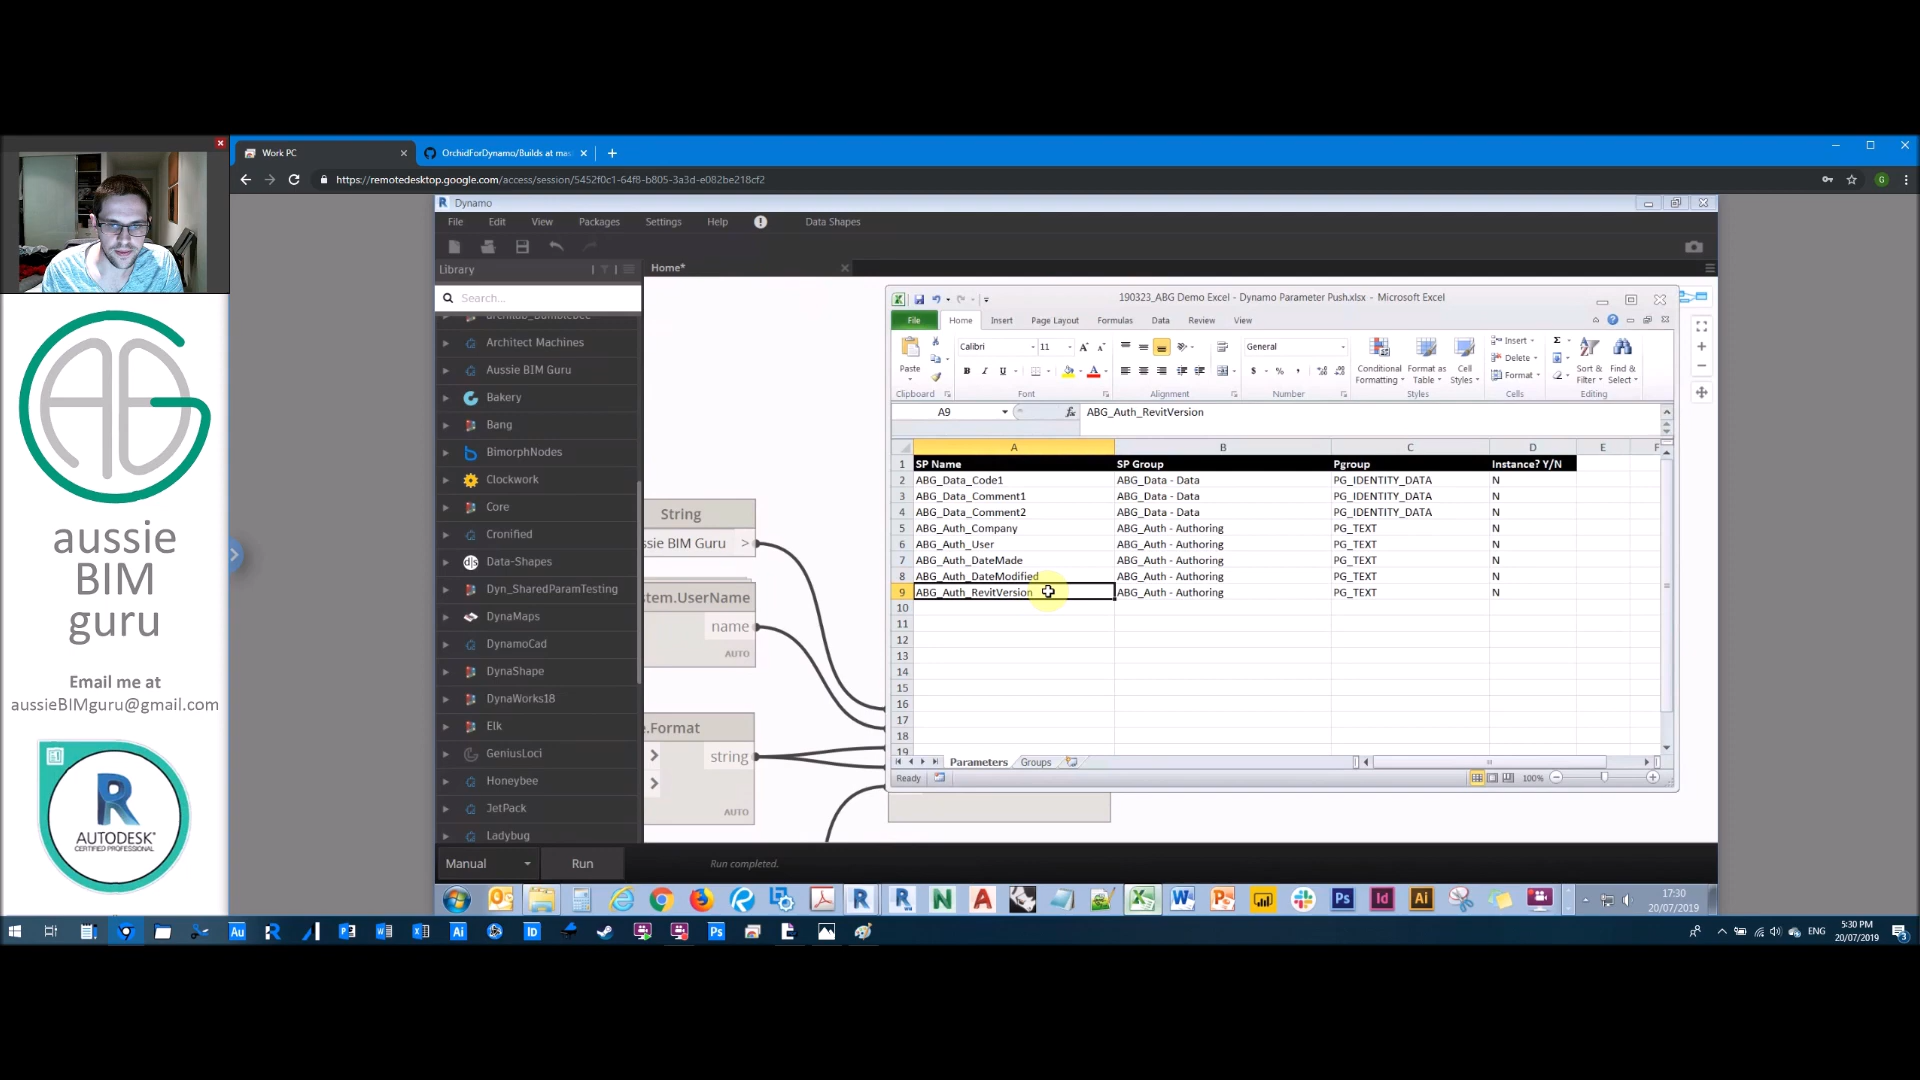 Work PC
OrchidForDynamo/Builds at mas
https://remotedesktop.google.com/access/session/5452f0c1-64f8-b805-3a3d-e082be218cf2
Dynamo
File Edit View Packages Settings Help Data Shapes
Library
Home*
Search...
Architect Machines
Aussie BIM Guru
Bakery
Bang
BimorphNodes
Clockwork
Core
Cronified
Data-Shapes
Dyn_SharedParamTesting
DynaMaps
DynamoCad
DynaShape
DynaWorks18
Elk
GeniusLoci
Honeybee
JetPack
Ladybug
Manual Run Run completed.
String
ssie BIM Guru >
stem.UserName
name
AUTO
e.Format
string
AUTO
190323_ABG Demo Excel - Dynamo Parameter Push.xlsx - Microsoft Excel
File Home Insert Page Layout Formulas Data Review View
Calibri 11 General
Paste
Conditional Formatting Format as Table Cell Styles
Insert
Delete
Format
Sort & Filter Find & Select
Clipboard Font Alignment Number Styles Cells Editing
A9 fx ABG_Auth_RevitVersion
A B C D E F
1 SP Name SP Group Pgroup Instance? Y/N
2 ABG_Data_Code1 ABG_Data - Data PG_IDENTITY_DATA N
3 ABG_Data_Comment1 ABG_Data - Data PG_IDENTITY_DATA N
4 ABG_Data_Comment2 ABG_Data - Data PG_IDENTITY_DATA N
5 ABG_Auth_Company ABG_Auth - Authoring PG_TEXT N
6 ABG_Auth_User ABG_Auth - Authoring PG_TEXT N
7 ABG_Auth_DateMade ABG_Auth - Authoring PG_TEXT N
8 ABG_Auth_DateModified ABG_Auth - Authoring PG_TEXT N
9 ABG_Auth_RevitVersion ABG_Auth - Authoring PG_TEXT N
10
11
12
13
14
15
16
17
18
19
Parameters Groups
Ready 100%
17:30
20/07/2019
ENG
5:30 PM
20/07/2019
aussie
BIM
guru
Email me at
aussieBIMguru@gmail.com
R
AUTODESK
CERTIFIED PROFESSIONAL